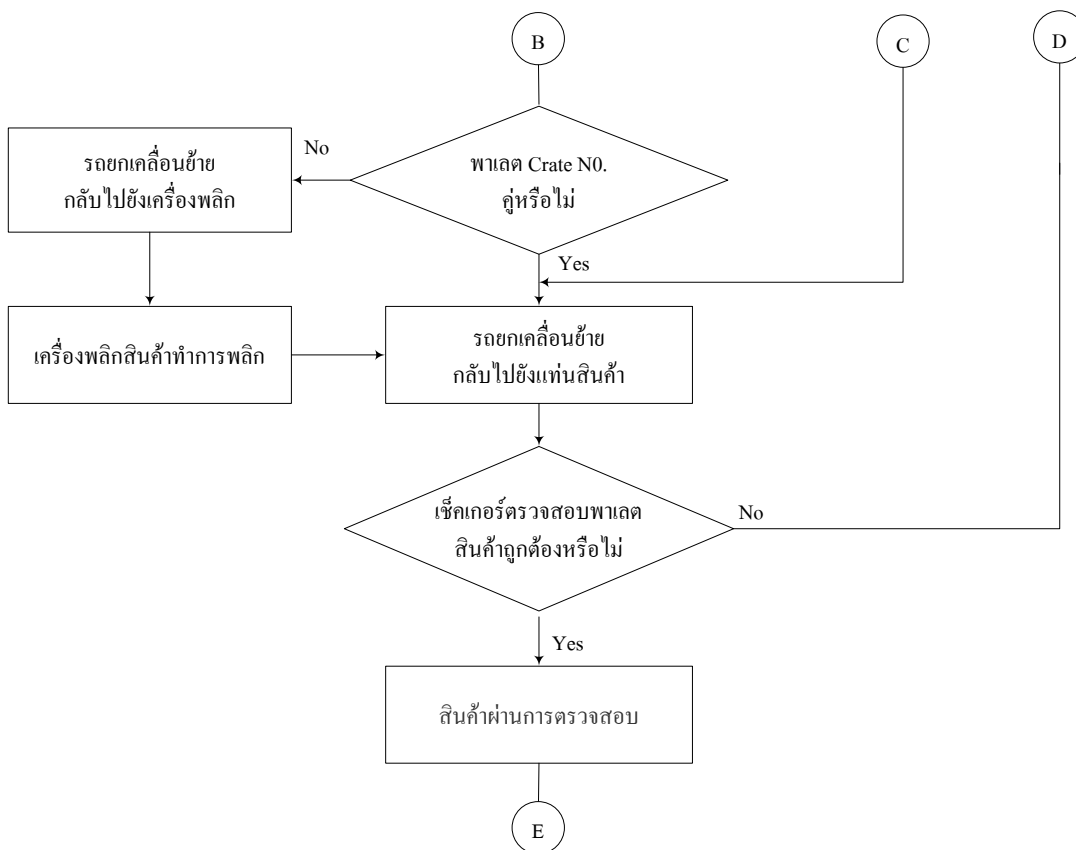 B
C
D
No
พาเลต Crate N0.
คู่หรือไม่
รถยกเคลื่อนย้าย
กลับไปยังเครื่องพลิก
Yes
เครื่องพลิกสินค้าทำการพลิก
รถยกเคลื่อนย้าย
กลับไปยังแท่นสินค้า
เช็คเกอร์ตรวจสอบพาเลต
สินค้าถูกต้องหรือไม่
No
Yes
สินค้าผ่านการตรวจสอบ
E